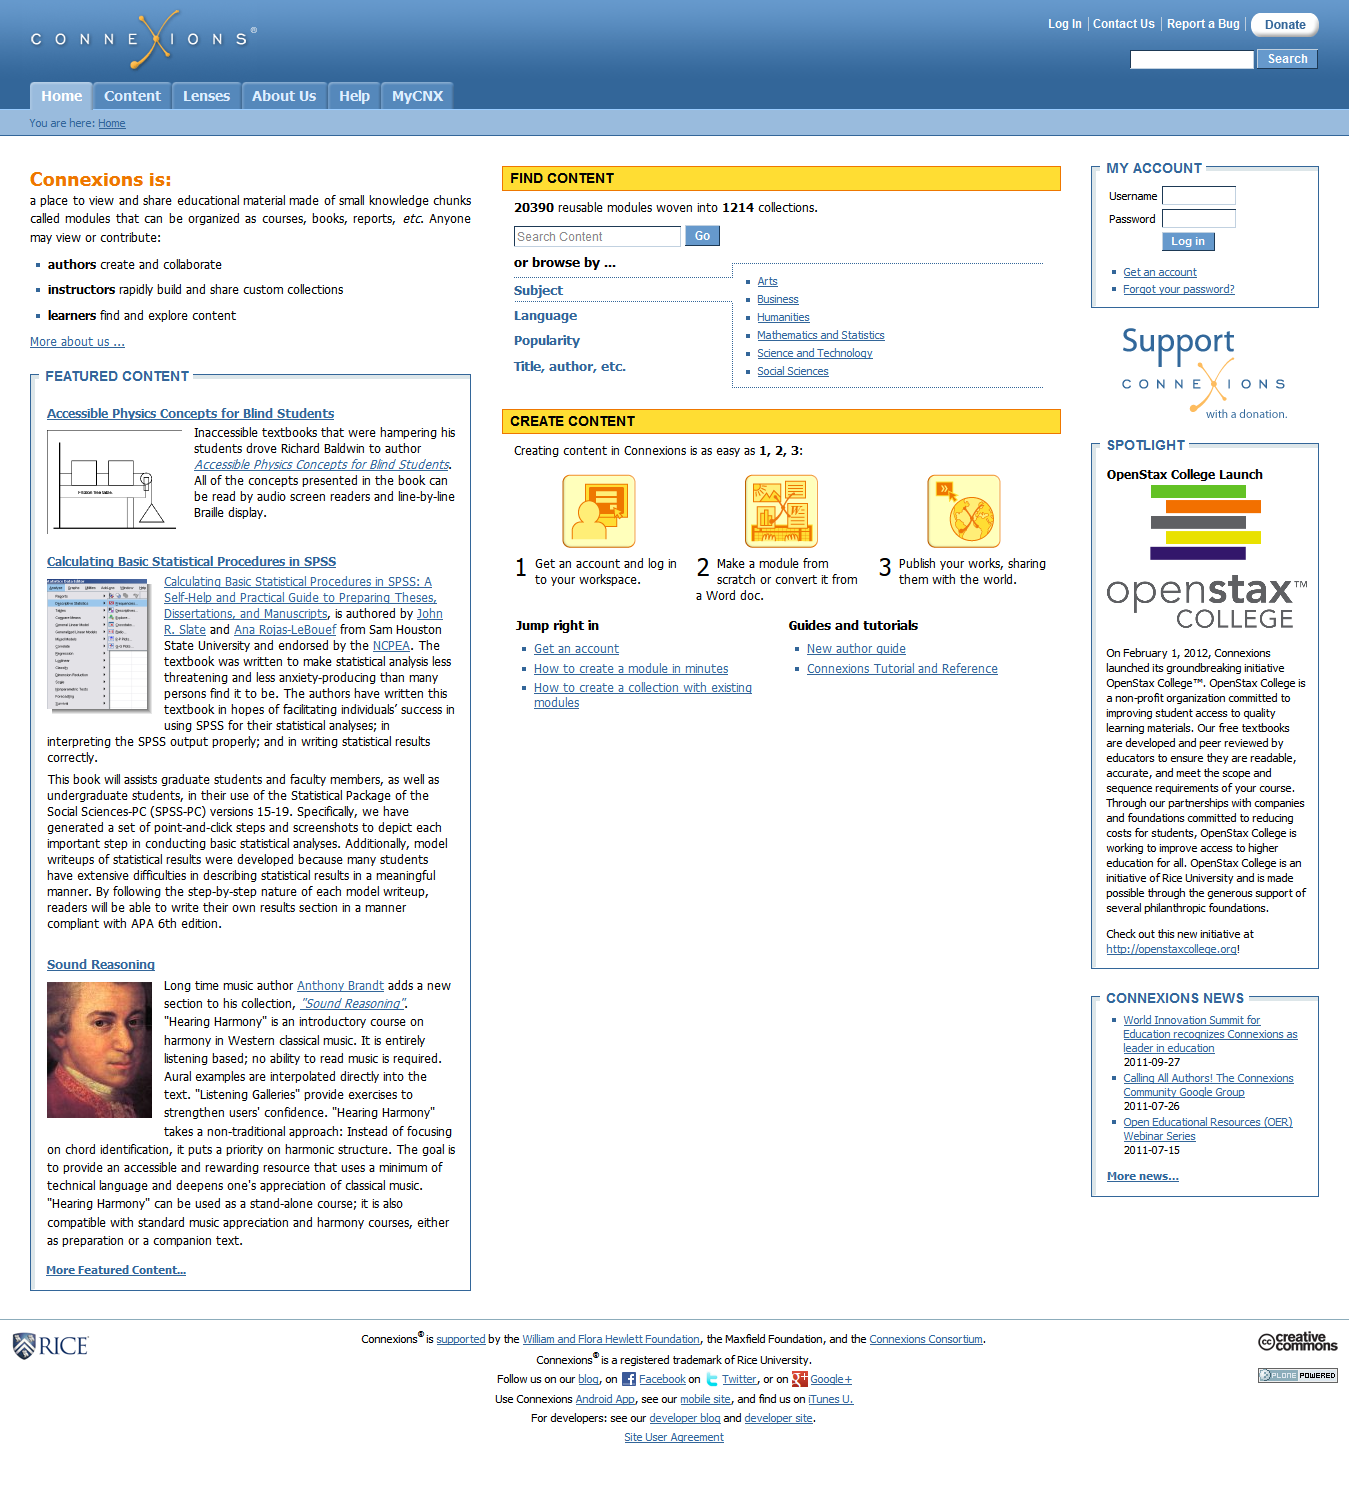 CONNEXIONS®
Log In | Contact Us | Report a Bug | Donate
Search
Home Content Lenses About Us Help MyCNX
You are here: Home
Connexions is:
a place to view and share educational material made of small knowledge chunks
called modules that can be organized as courses, books, reports, etc. Anyone
may view or contribute:
authors create and collaborate
instructors rapidly build and share custom collections
learners find and explore content
More about us ...
FEATURED CONTENT
Accessible Physics Concepts for Blind Students
Inaccessible textbooks that were hampering his
students drove Richard Baldwin to author
Accessible Physics Concepts for Blind Students.
All of the concepts presented in the book can
be read by audio screen readers and line-by-line
Braille display.
Calculating Basic Statistical Procedures in SPSS
Calculating Basic Statistical Procedures in SPSS: A
Self-Help and Practical Guide to Preparing Theses,
Dissertations, and Manuscripts, is authored by John
R. Slate and Ana Rojas-LeBouef from Sam Houston
State University and endorsed by the NCPEA. The
textbook was written to make statistical analysis less
threatening and less anxiety-producing than many
persons find it to be. The authors have written this
textbook in hopes of facilitating individuals’ success in
using SPSS for their statistical analyses; in
interpreting the SPSS output properly; and in writing statistical results
correctly.
This book will assists graduate students and faculty members, as well as
undergraduate students, in their use of the Statistical Package of the
Social Sciences-PC (SPSS-PC) versions 15-19. Specifically, we have
generated a set of point-and-click steps and screenshots to depict each
important step in conducting basic statistical analyses. Additionally, model
writeups of statistical results were developed because many students
have extensive difficulties in describing statistical results in a meaningful
manner. By following the step-by-step nature of each model writeup,
readers will be able to write their own results section in a manner
compliant with APA 6th edition.
Sound Reasoning
Long time music author Anthony Brandt adds a new
section to his collection, "Sound Reasoning".
"Hearing Harmony" is an introductory course on
harmony in Western classical music. It is entirely
listening based; no ability to read music is required.
Aural examples are interpolated directly into the
text. "Listening Galleries" provide exercises to
strengthen users' confidence. "Hearing Harmony"
takes a non-traditional approach: Instead of focusing
on chord identification, it puts a priority on harmonic structure. The goal is
to provide an accessible and rewarding resource that uses a minimum of
technical language and deepens one's appreciation of classical music.
"Hearing Harmony" can be used as a stand-alone course; it is also
compatible with standard music appreciation and harmony courses, either
as preparation or a companion text.
More Featured Content...
FIND CONTENT
20390 reusable modules woven into 1214 collections.
Search Content Go
or browse by ...
Subject
Language
Popularity
Title, author, etc.
Arts
Business
Humanities
Mathematics and Statistics
Science and Technology
Social Sciences
CREATE CONTENT
Creating content in Connexions is as easy as 1, 2, 3:
1 Get an account and log in
to your workspace.
2 Make a module from
scratch or convert it from
a Word doc.
3 Publish your works, sharing
them with the world.
Jump right in
Get an account
How to create a module in minutes
How to create a collection with existing
modules
Guides and tutorials
New author guide
Connexions Tutorial and Reference
MY ACCOUNT
Username
Password
Log in
Get an account
Forgot your password?
Support
CONNEXIONS
with a donation.
SPOTLIGHT
OpenStax College Launch
openstax™
COLLEGE
On February 1, 2012, Connexions
launched its groundbreaking initiative
OpenStax College™. OpenStax College is
a non-profit organization committed to
improving student access to quality
learning materials. Our free textbooks
are developed and peer reviewed by
educators to ensure they are readable,
accurate, and meet the scope and
sequence requirements of your course.
Through our partnerships with companies
and foundations committed to reducing
costs for students, OpenStax College is
working to improve access to higher
education for all. OpenStax College is an
initiative of Rice University and is made
possible through the generous support of
several philanthropic foundations.
Check out this new initiative at
http://openstaxcollege.org!
CONNEXIONS NEWS
World Innovation Summit for
Education recognizes Connexions as
leader in education
2011-09-27
Calling All Authors! The Connexions
Community Google Group
2011-07-26
Open Educational Resources (OER)
Webinar Series
2011-07-15
More news...
RICE
Connexions® is supported by the William and Flora Hewlett Foundation, the Maxfield Foundation, and the Connexions Consortium.
Connexions® is a registered trademark of Rice University.
Follow us on our blog, on Facebook on Twitter, or on Google+
Use Connexions Android App, see our mobile site, and find us on iTunes U.
For developers: see our developer blog and developer site.
Site User Agreement
cc creative
commons
PLONE POWERED